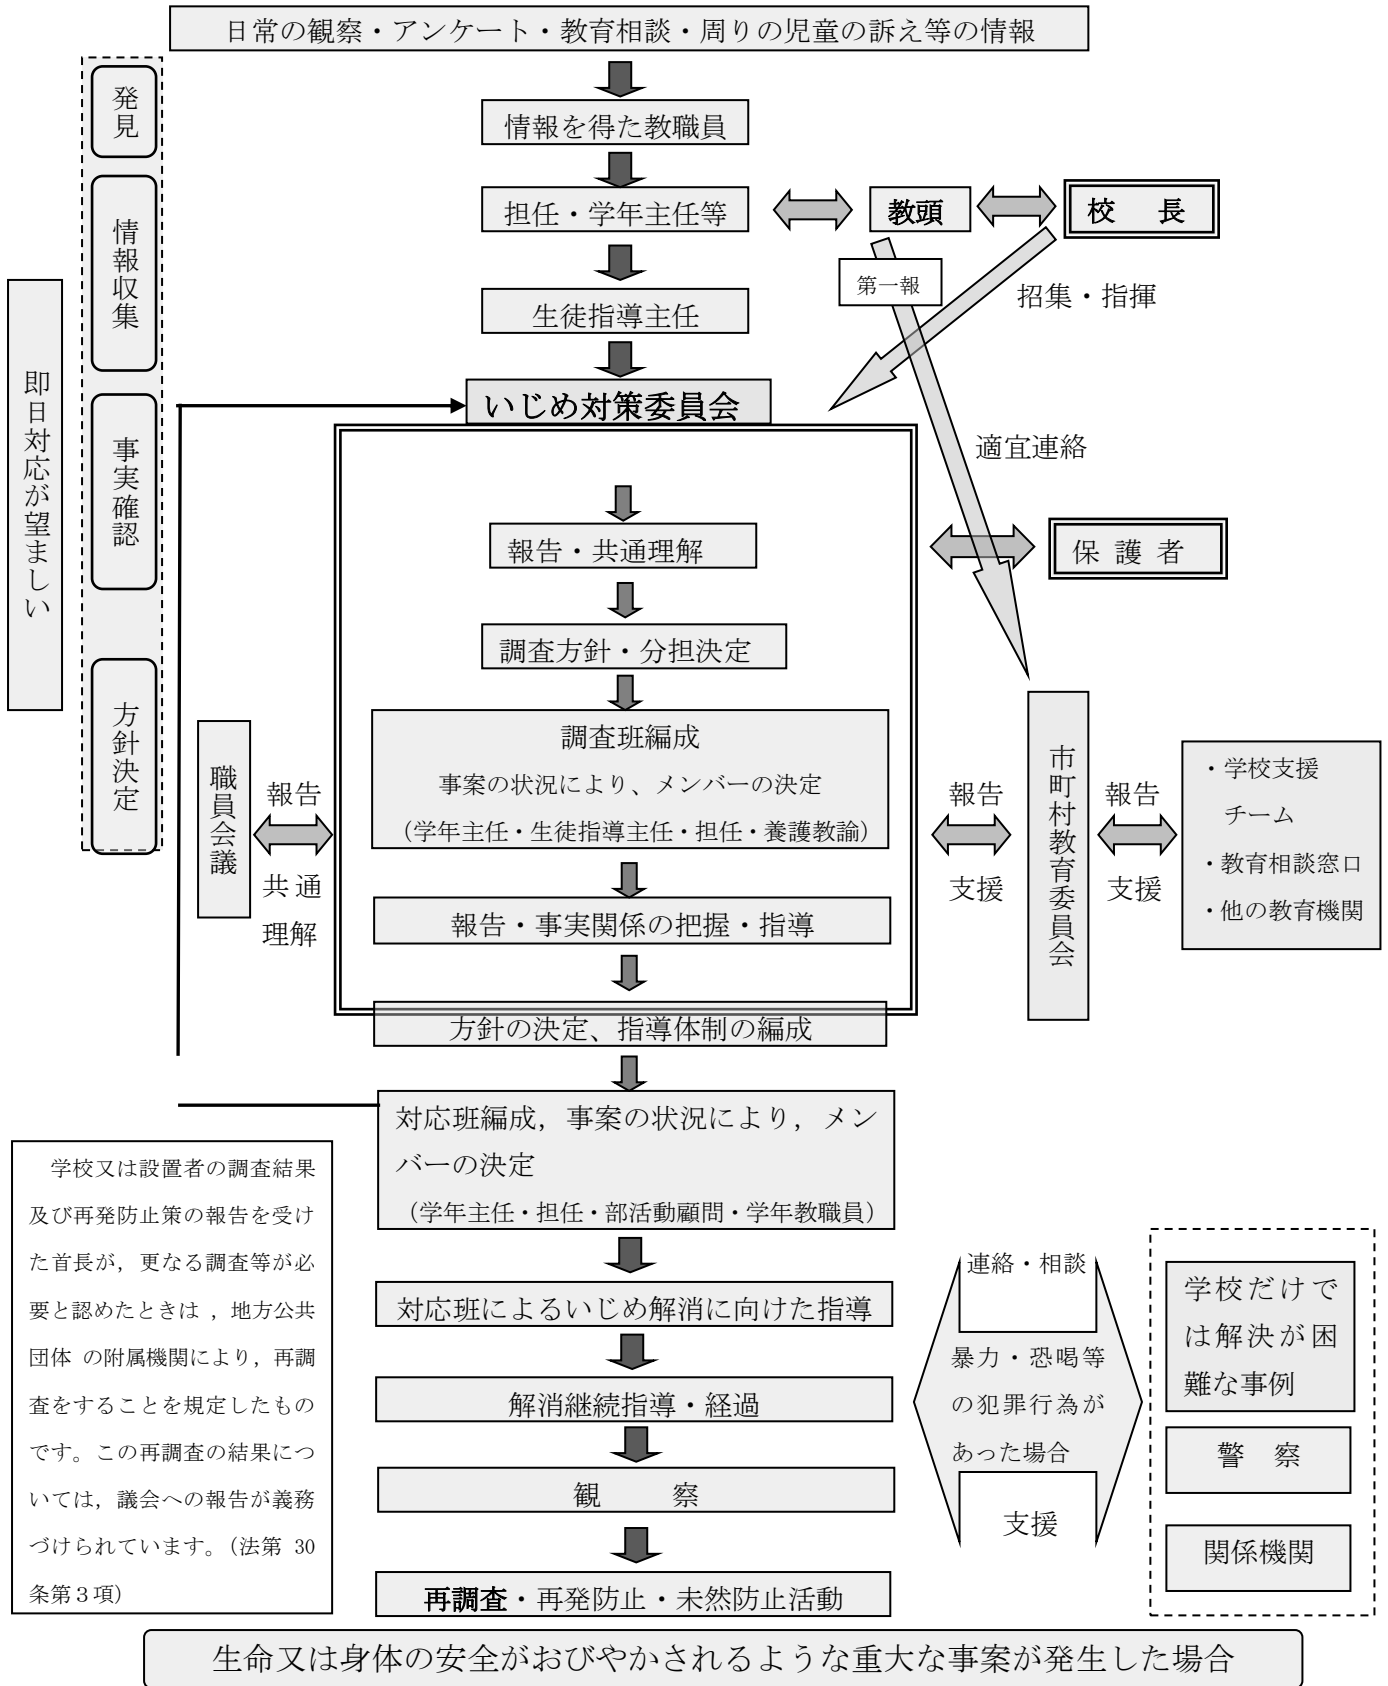 日常の観察・アンケート・教育相談・周りの児童の訴え等の情報
発見
情報収集
事実確認
方針決定
即日対応が望ましい
情報を得た教職員
担任・学年主任等
教頭
校 長
第一報
招集・指揮
生徒指導主任
いじめ対策委員会
適宜連絡
報告・共通理解
保 護 者
調査方針・分担決定
調査班編成
事案の状況により、メンバーの決定
（学年主任・生徒指導主任・担任・養護教諭）
職員会議
報告
共 通
理解
報告
支援
市町村教育委員会
報告
支援
・学校支援
チーム
・教育相談窓口
・他の教育機関
報告・事実関係の把握・指導
方針の決定、指導体制の編成
対応班編成，事案の状況により，メン
バーの決定
（学年主任・担任・部活動顧問・学年教職員）
学校又は設置者の調査結果
及び再発防止策の報告を受け
た首長が，更なる調査等が必
要と認めたときは ，地方公共
団体 の附属機関により，再調
査をすることを規定したもの
です。この再調査の結果につ
いては，議会への報告が義務
づけられています。（法第 30
条第３項）
対応班によるいじめ解消に向けた指導
解消継続指導・経過
観 察
再調査・再発防止・未然防止活動
連絡・相談
暴力・恐喝等
の犯罪行為が
あった場合
支援
学校だけで
は解決が困
難な事例
警 察
関係機関
生命又は身体の安全がおびやかされるような重大な事案が発生した場合